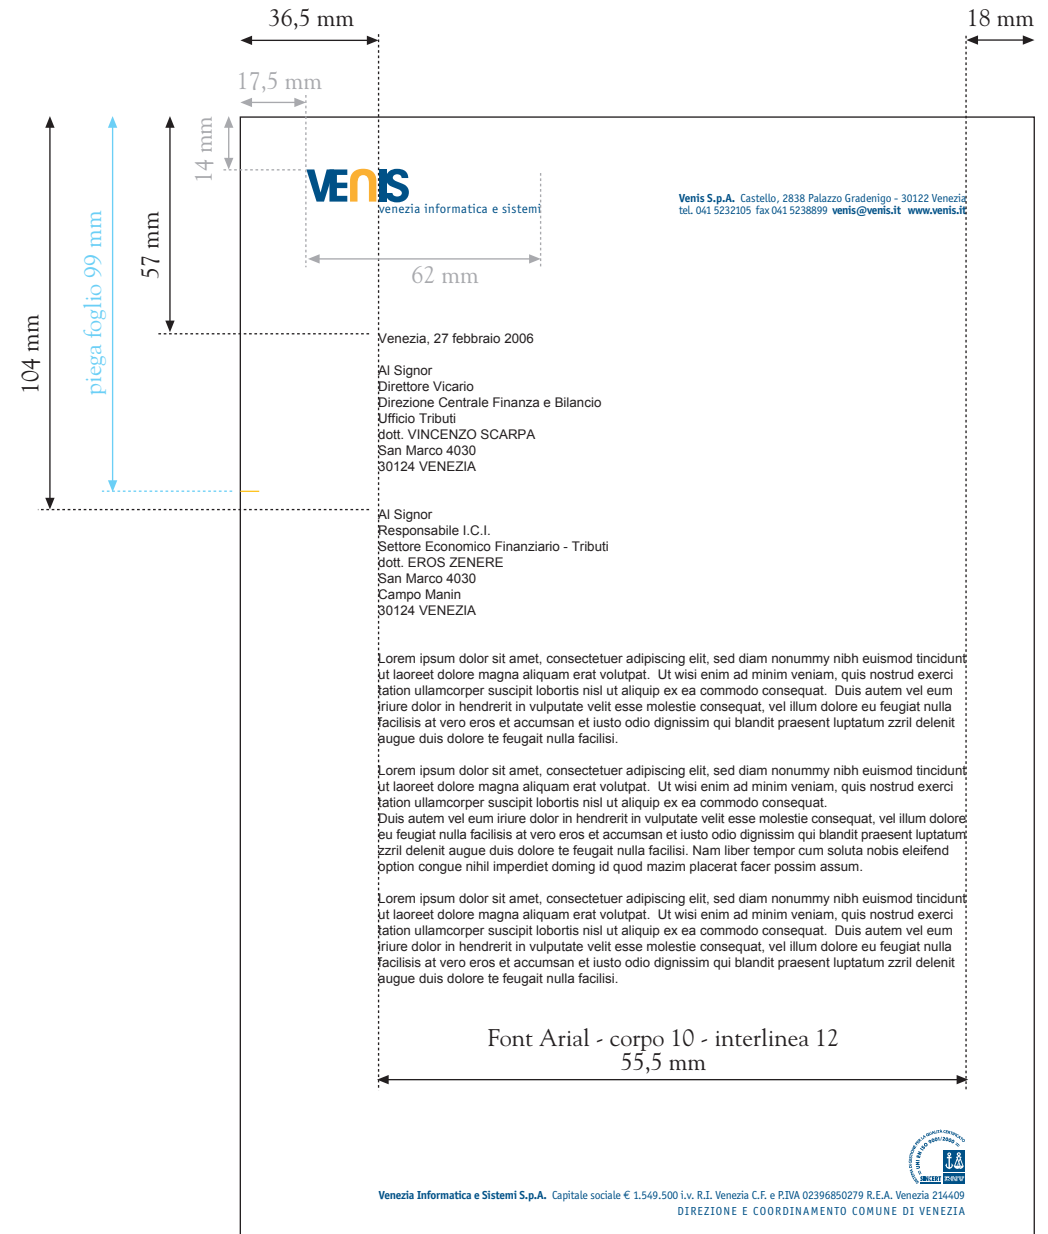 36,5 mm
18 mm
17,5 mm
14 mm
VENIS
venezia informatica e sistemi
Venis S.p.A. Castello, 2838 Palazzo Gradenigo - 30122 Venezia
tel. 041 5232105 fax 041 5238899 venis@venis.it www.venis.it
62 mm
57 mm
piega foglio 99 mm
104 mm
Venezia, 27 febbraio 2006
Al Signor
Direttore Vicario
Direzione Centrale Finanza e Bilancio
Ufficio Tributi
dott. VINCENZO SCARPA
San Marco 4030
30124 VENEZIA
Al Signor
Responsabile I.C.I.
Settore Economico Finanziario - Tributi
dott. EROS ZENERE
San Marco 4030
Campo Manin
30124 VENEZIA
Lorem ipsum dolor sit amet, consectetuer adipiscing elit, sed diam nonummy nibh euismod tincidunt
ut laoreet dolore magna aliquam erat volutpat. Ut wisi enim ad minim veniam, quis nostrud exerci
tation ullamcorper suscipit lobortis nisl ut aliquip ex ea commodo consequat. Duis autem vel eum
iriure dolor in hendrerit in vulputate velit esse molestie consequat, vel illum dolore eu feugiat nulla
facilisis at vero eros et accumsan et iusto odio dignissim qui blandit praesent luptatum zzril delenit
augue duis dolore te feugait nulla facilisi.
Lorem ipsum dolor sit amet, consectetuer adipiscing elit, sed diam nonummy nibh euismod tincidunt
ut laoreet dolore magna aliquam erat volutpat. Ut wisi enim ad minim veniam, quis nostrud exerci
tation ullamcorper suscipit lobortis nisl ut aliquip ex ea commodo consequat.
Duis autem vel eum iriure dolor in hendrerit in vulputate velit esse molestie consequat, vel illum dolore
eu feugiat nulla facilisis at vero eros et accumsan et iusto odio dignissim qui blandit praesent luptatum
zzril delenit augue duis dolore te feugait nulla facilisi. Nam liber tempor cum soluta nobis eleifend
option congue nihil imperdiet doming id quod mazim placerat facer possim assum.
Lorem ipsum dolor sit amet, consectetuer adipiscing elit, sed diam nonummy nibh euismod tincidunt
ut laoreet dolore magna aliquam erat volutpat. Ut wisi enim ad minim veniam, quis nostrud exerci
tation ullamcorper suscipit lobortis nisl ut aliquip ex ea commodo consequat. Duis autem vel eum
iriure dolor in hendrerit in vulputate velit esse molestie consequat, vel illum dolore eu feugiat nulla
facilisis at vero eros et accumsan et iusto odio dignissim qui blandit praesent luptatum zzril delenit
augue duis dolore te feugait nulla facilisi.
Font Arial - corpo 10 - interlinea 12
55,5 mm
UNI EN ISO 9001/2000
SINCERT
Venezia Informatica e Sistemi S.p.A. Capitale sociale € 1.549.500 i.v. R.I. Venezia C.F. e P.IVA 02396850279 R.E.A. Venezia 214409
DIREZIONE E COORDINAMENTO COMUNE DI VENEZIA